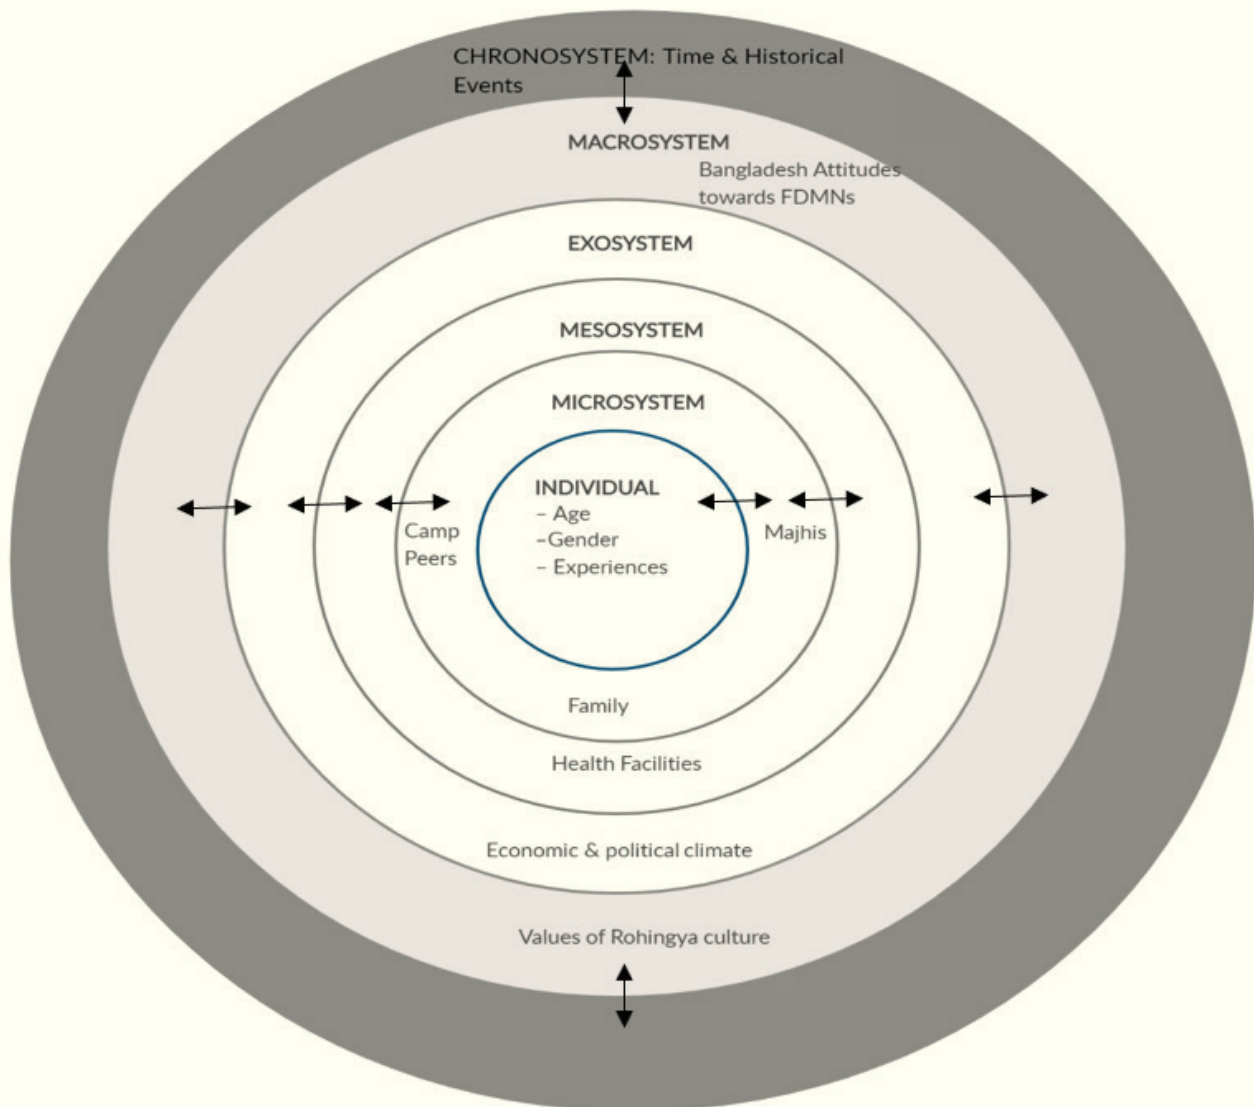 CHRONOSYSTEM: Time & Historical
Events
MACROSYSTEM
Bangladesh Attitudes
towards FDMNs
EXOSYSTEM
MESOSYSTEM
MICROSYSTEM
INDIVIDUAL
– Age
–Gender
– Experiences
Camp
Peers
Majhis
Family
Health Facilities
Economic & political climate
Values of Rohingya culture